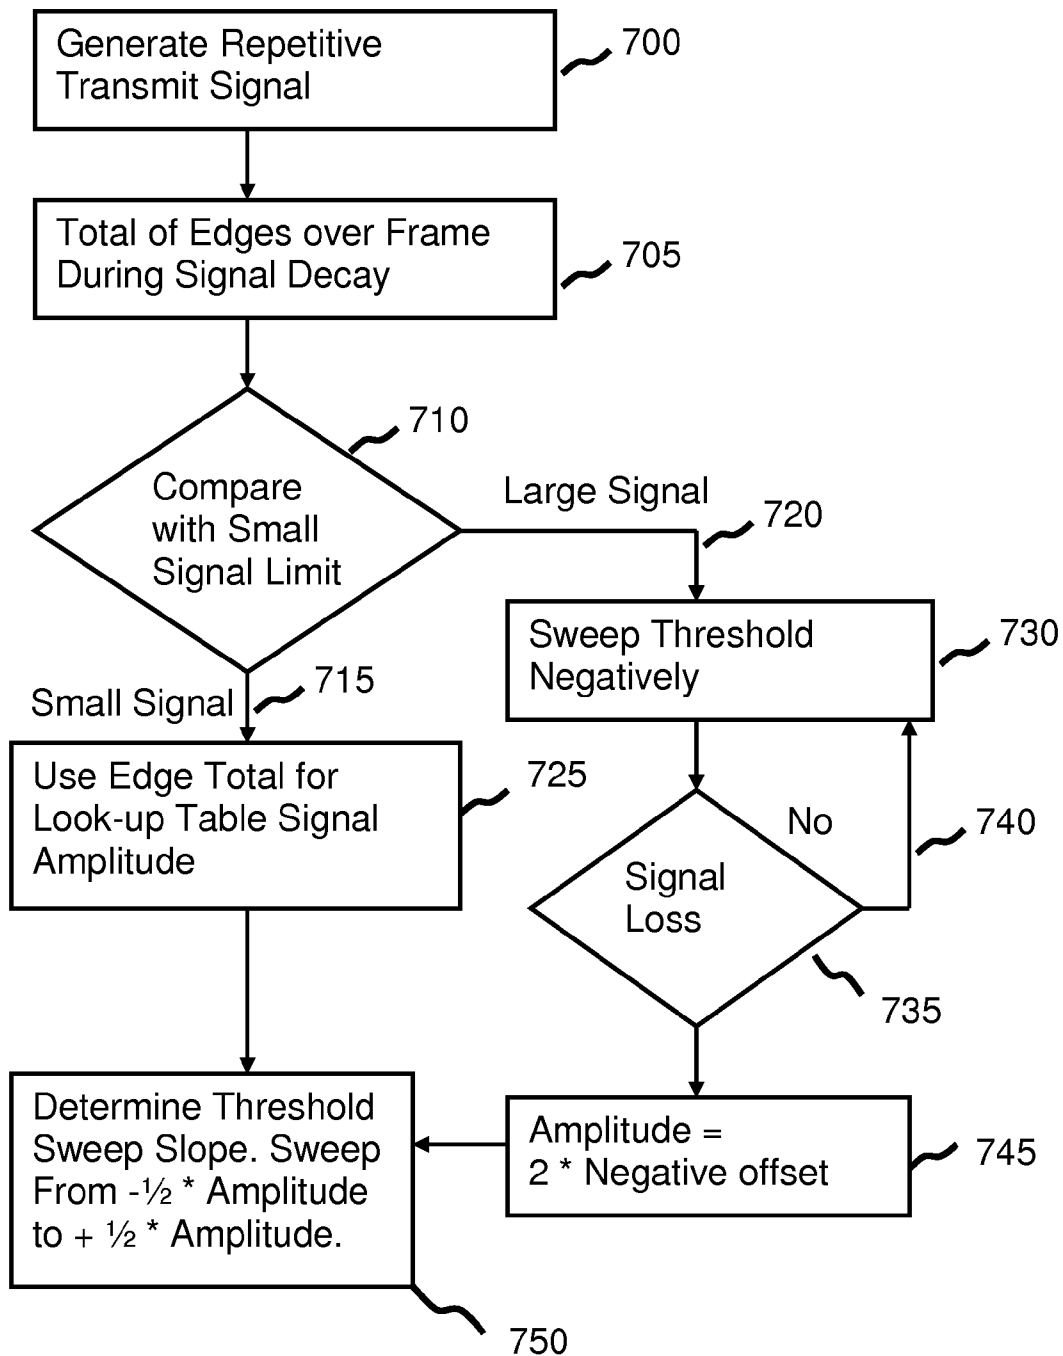 Generate Repetitive
Transmit Signal
700
Total of Edges over Frame
During Signal Decay
705
710
Compare
with Small
Signal Limit
Large Signal
720
Small Signal
715
Sweep Threshold
Negatively
730
Use Edge Total for
Look-up Table Signal
Amplitude
725
No
740
Signal
Loss
735
Determine Threshold
Sweep Slope. Sweep
From -½ * Amplitude
to + ½ * Amplitude.
Amplitude =
2 * Negative offset
745
750